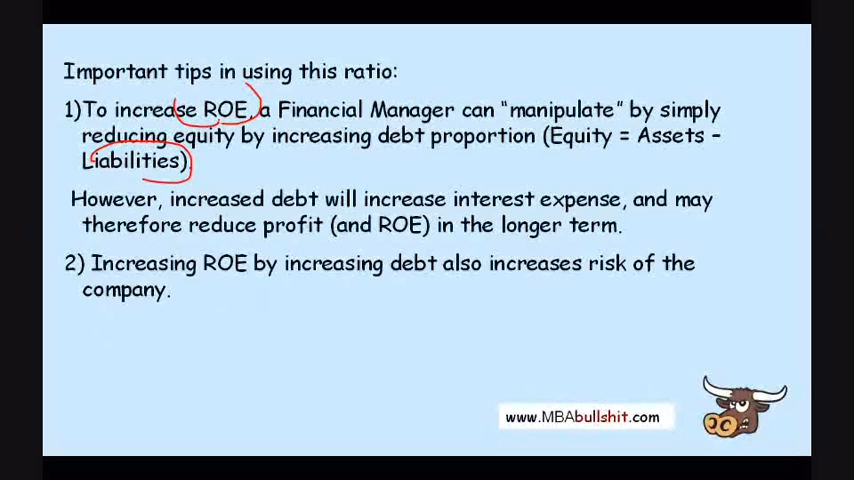 Important tips in using this ratio:
1)To increase ROE, a Financial Manager can "manipulate" by simply
reducing equity by increasing debt proportion (Equity = Assets –
Liabilities).
However, increased debt will increase interest expense, and may
therefore reduce profit (and ROE) in the longer term.
2) Increasing ROE by increasing debt also increases risk of the
company.
www.MBAbullshit.com